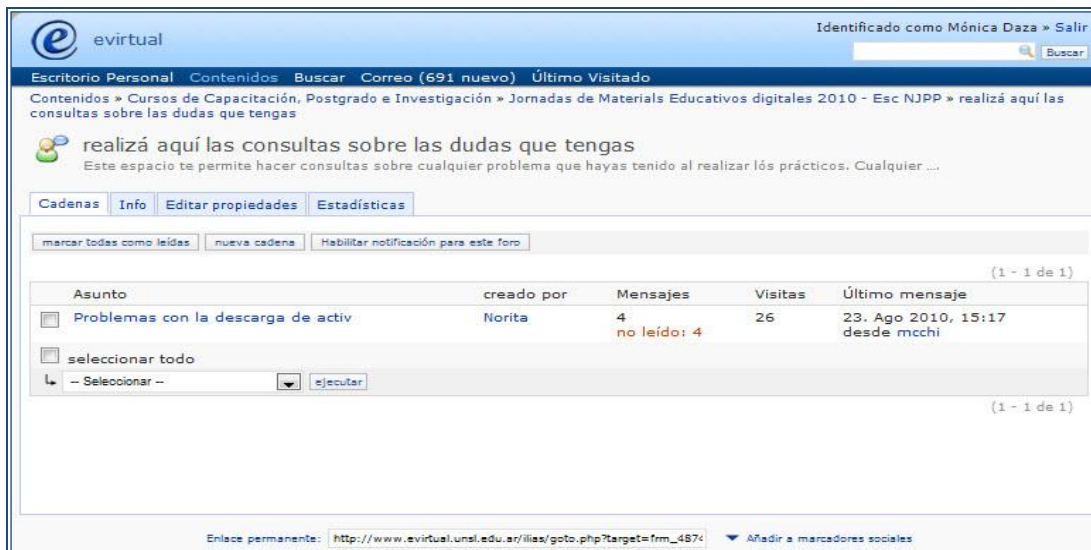 Identificado como Mónica Daza » Salir
evirtual
Buscar
Escritorio Personal Contenidos Buscar Correo (691 nuevo) Último Visitado
Contenidos » Cursos de Capacitación, Postgrado e Investigación » Jornadas de Materials Educativos digitales 2010 - Esc NJPP » realizá aquí las
consultas sobre las dudas que tengas
realizá aquí las consultas sobre las dudas que tengas
Este espacio te permite hacer consultas sobre cualquier problema que hayas tenido al realizar lós prácticos. Cualquier ....
Cadenas Info Editar propiedades Estadísticas
marcar todas como leídas nueva cadena Habilitar notificación para este foro
(1 - 1 de 1)
Asunto creado por Mensajes Visitas Último mensaje
Problemas con la descarga de activ Norita 4 26 23. Ago 2010, 15:17
no leído: 4 desde mcchi
seleccionar todo
-- Seleccionar -- ejecutar
(1 - 1 de 1)
Enlace permanente: http://www.evirtual.unsl.edu.ar/ilias/goto.php?target=frm_487 Añadir a marcadores sociales